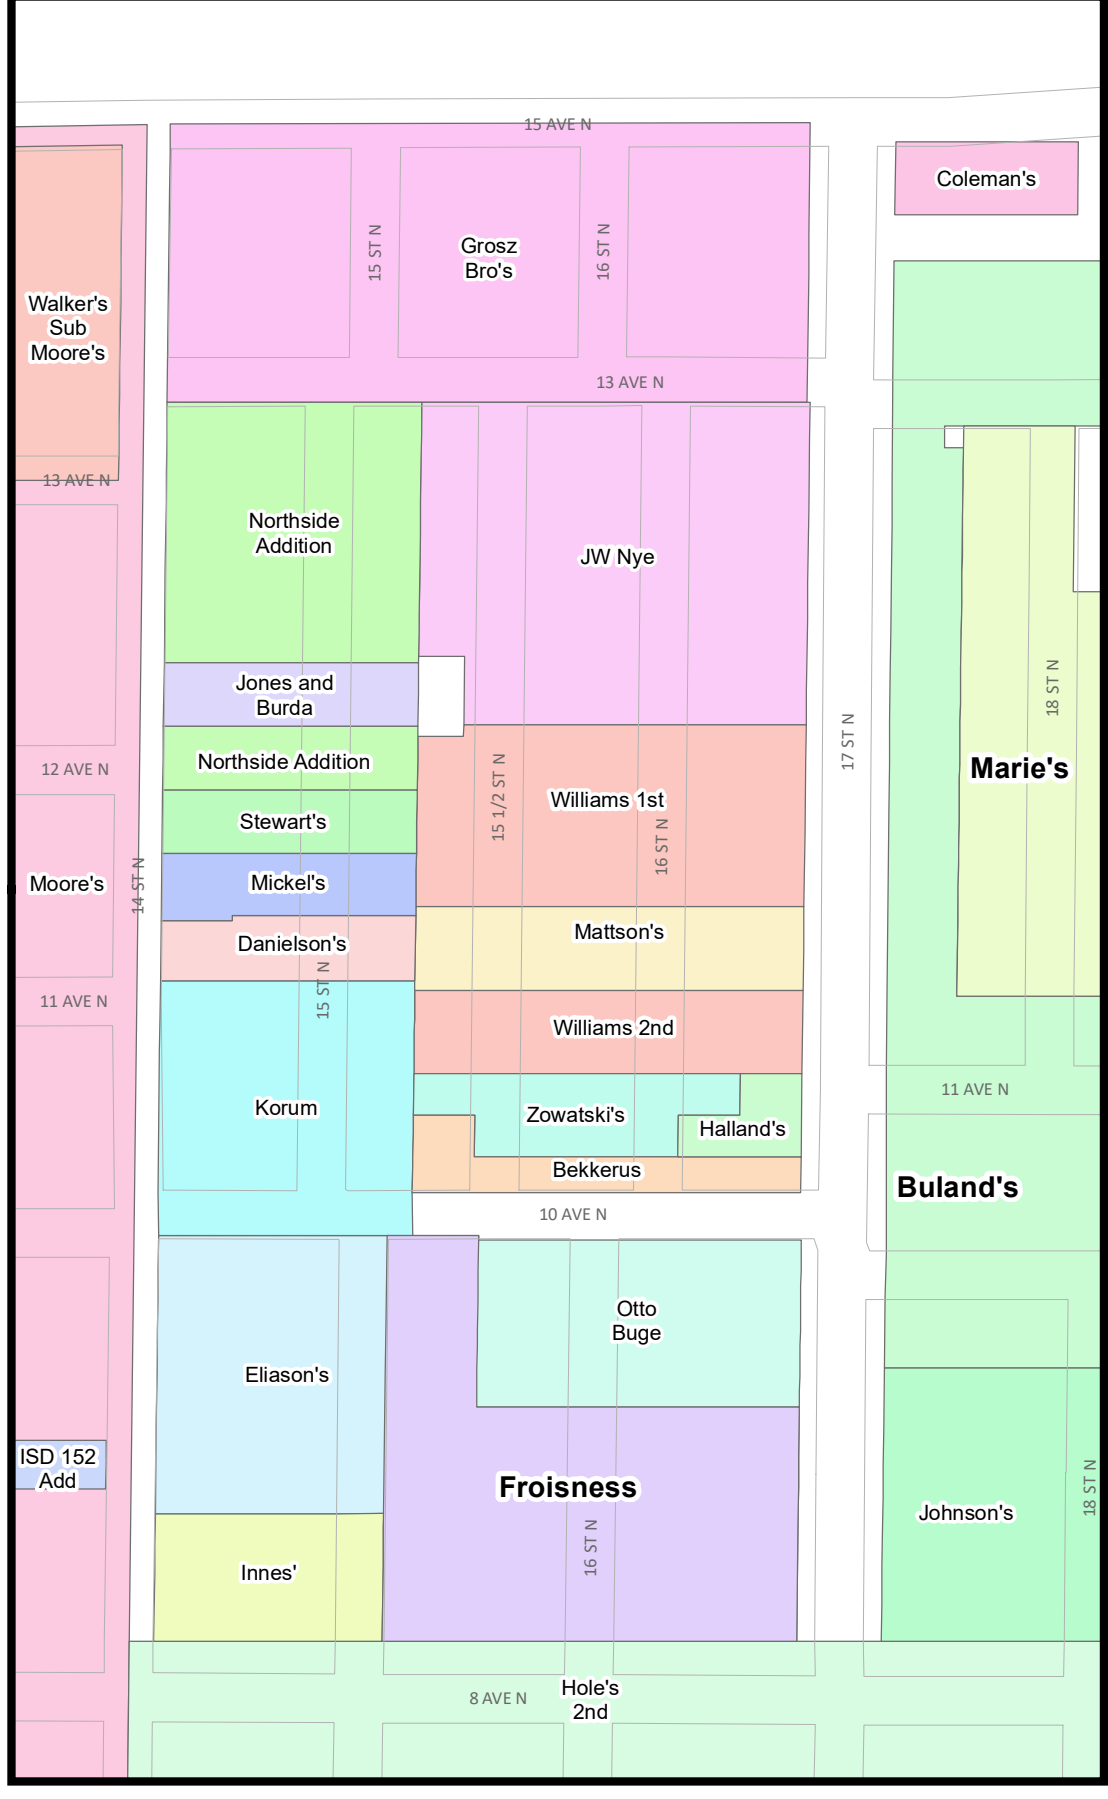 15 AVE N
Coleman's
15 ST N
16 ST N
Grosz
Bro's
Walker's
Sub
Moore's
13 AVE N
13 AVE N
Northside
Addition
JW Nye
Jones and
Burda
18 ST N
17 ST N
Northside Addition
12 AVE N
Marie's
15 1/2 ST N
Williams 1st
Stewart's
16 ST N
Moore's
14 ST N
Mickel's
Mattson's
Danielson's
15 ST N
11 AVE N
Williams 2nd
11 AVE N
Korum
Zowatski's
Halland's
Bekkerus
Buland's
10 AVE N
Otto
Buge
Eliason's
ISD 152
Add
Froisness
18 ST N
Johnson's
16 ST N
Innes'
Hole's
2nd
8 AVE N